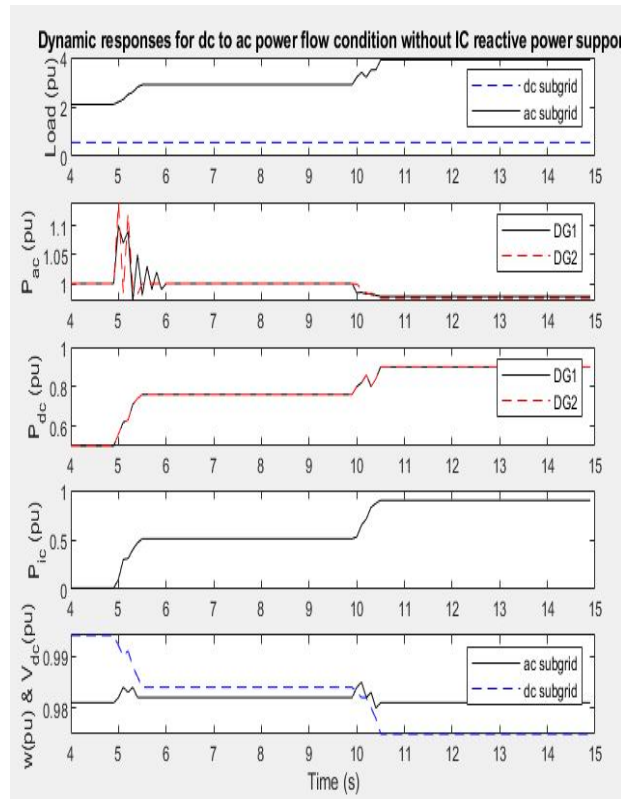 Dynamic responses for dc to ac power flow condition without IC reactive power suppor
Load (pu)
4
2
0
dc subgrid
ac subgrid
4 5 6 7 8 9 10 11 12 13 14 15
P_ac (pu)
1.1
1.05
1
DG1
DG2
4 5 6 7 8 9 10 11 12 13 14 15
P_dc (pu)
1
0.8
0.6
DG1
DG2
4 5 6 7 8 9 10 11 12 13 14 15
P_ic (pu)
1
0.5
0
4 5 6 7 8 9 10 11 12 13 14 15
w(pu) & V_dc(pu)
0.99
0.98
ac subgrid
dc subgrid
4 5 6 7 8 9 10 11 12 13 14 15
Time (s)